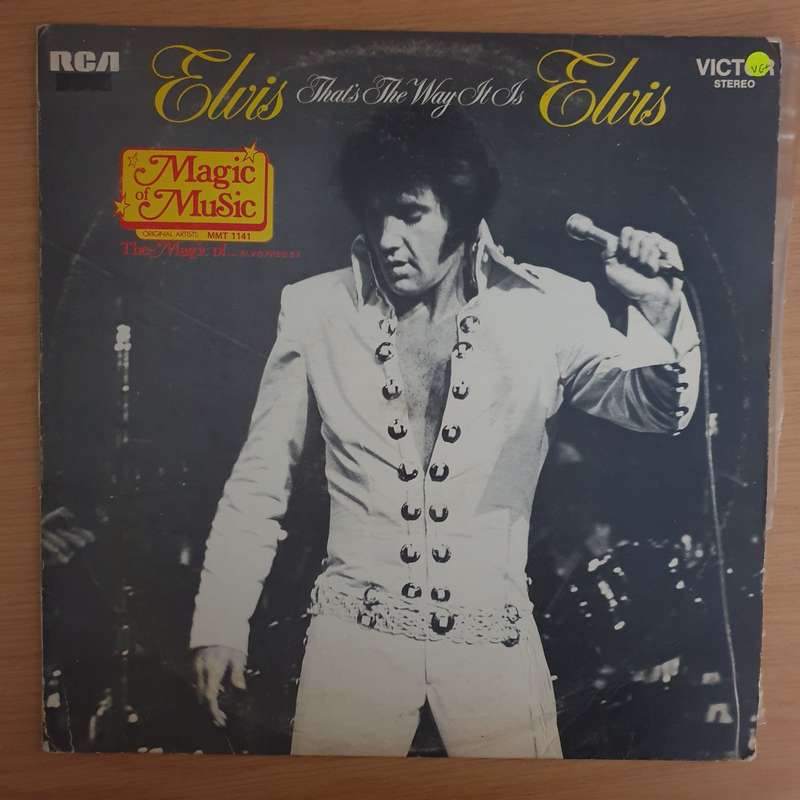 RCA
Elvis That's The Way It Is Elvis
VICTOR
STEREO
VG+
Magic
of Music
ORIGINAL ARTISTS MMT 1141
The Magic of...